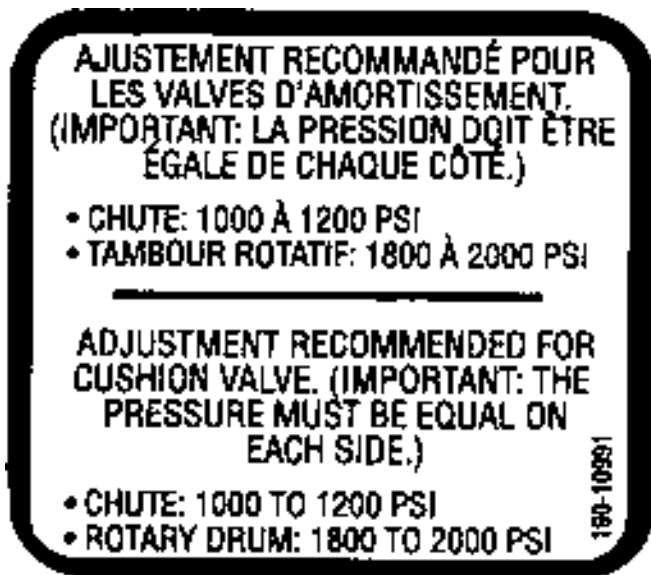 AJUSTEMENT RECOMMANDÉ POUR
LES VALVES D'AMORTISSEMENT.
(IMPORTANT: LA PRESSION DOIT ÊTRE
ÉGALE DE CHAQUE CÔTÉ.)
• CHUTE: 1000 À 1200 PSI
• TAMBOUR ROTATIF: 1800 À 2000 PSI
ADJUSTMENT RECOMMENDED FOR
CUSHION VALVE. (IMPORTANT: THE
PRESSURE MUST BE EQUAL ON
EACH SIDE.)
• CHUTE: 1000 TO 1200 PSI
• ROTARY DRUM: 1800 TO 2000 PSI
190-10991